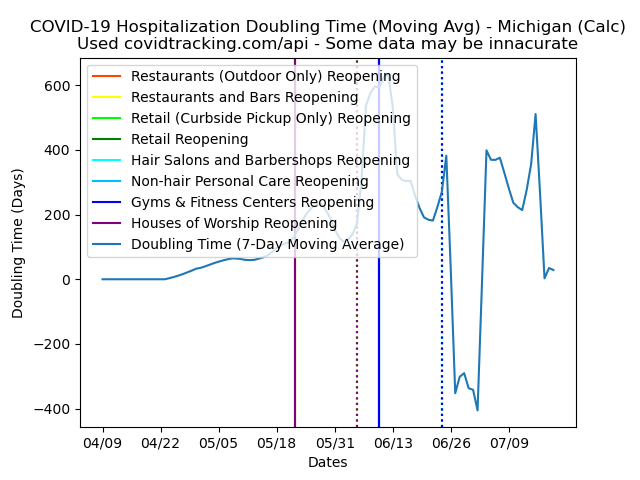 COVID-19 Hospitalization Doubling Time (Moving Avg) - Michigan (Calc)
Used covidtracking.com/api - Some data may be innacurate
Restaurants (Outdoor Only) Reopening
Restaurants and Bars Reopening
Retail (Curbside Pickup Only) Reopening
Retail Reopening
Hair Salons and Barbershops Reopening
Non-hair Personal Care Reopening
Gyms & Fitness Centers Reopening
Houses of Worship Reopening
Doubling Time (7-Day Moving Average)
Doubling Time (Days)
600
400
200
0
−200
−400
04/09 04/22 05/05 05/18 05/31 06/13 06/26 07/09
Dates